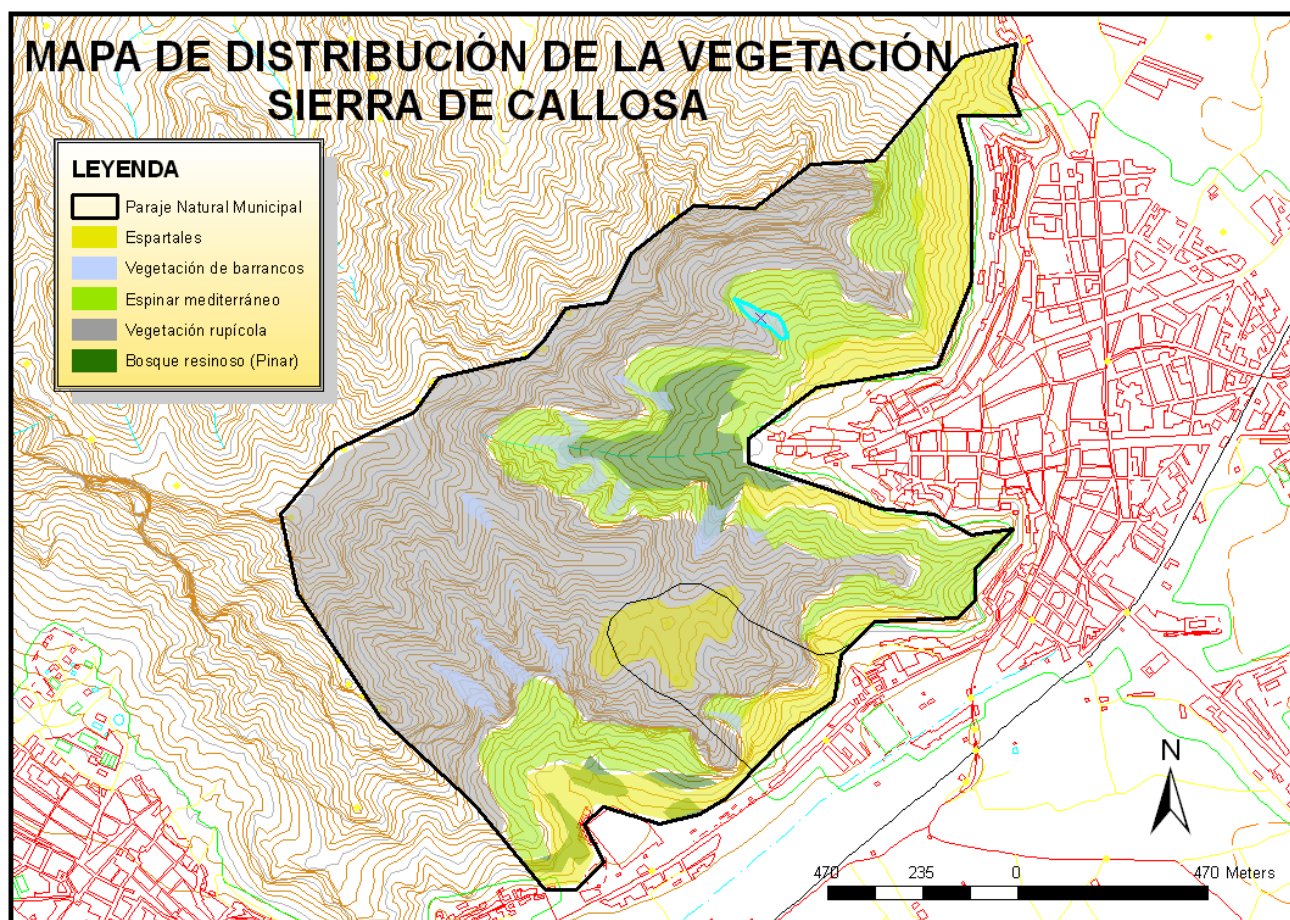 MAPA DE DISTRIBUCIÓN DE LA VEGETACIÓN
SIERRA DE CALLOSA
LEYENDA
Paraje Natural Municipal
Espartales
Vegetación de barrancos
Espinar mediterráneo
Vegetación rupícola
Bosque resinoso (Pinar)
N
470 235 0 470 Meters